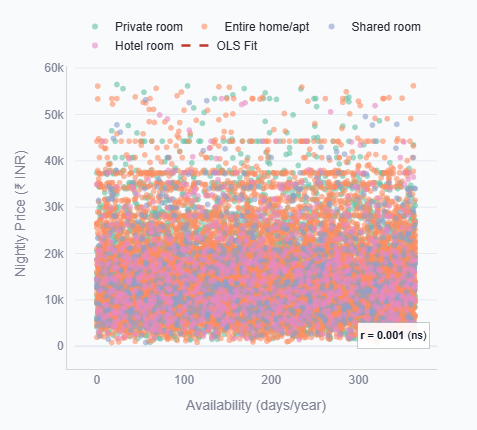 Private room Entire home/apt Shared room
Hotel room OLS Fit
60k
50k
40k
30k
20k
10k
0
Nightly Price (₹ INR)
r = 0.001 (ns)
0 100 200 300
Availability (days/year)